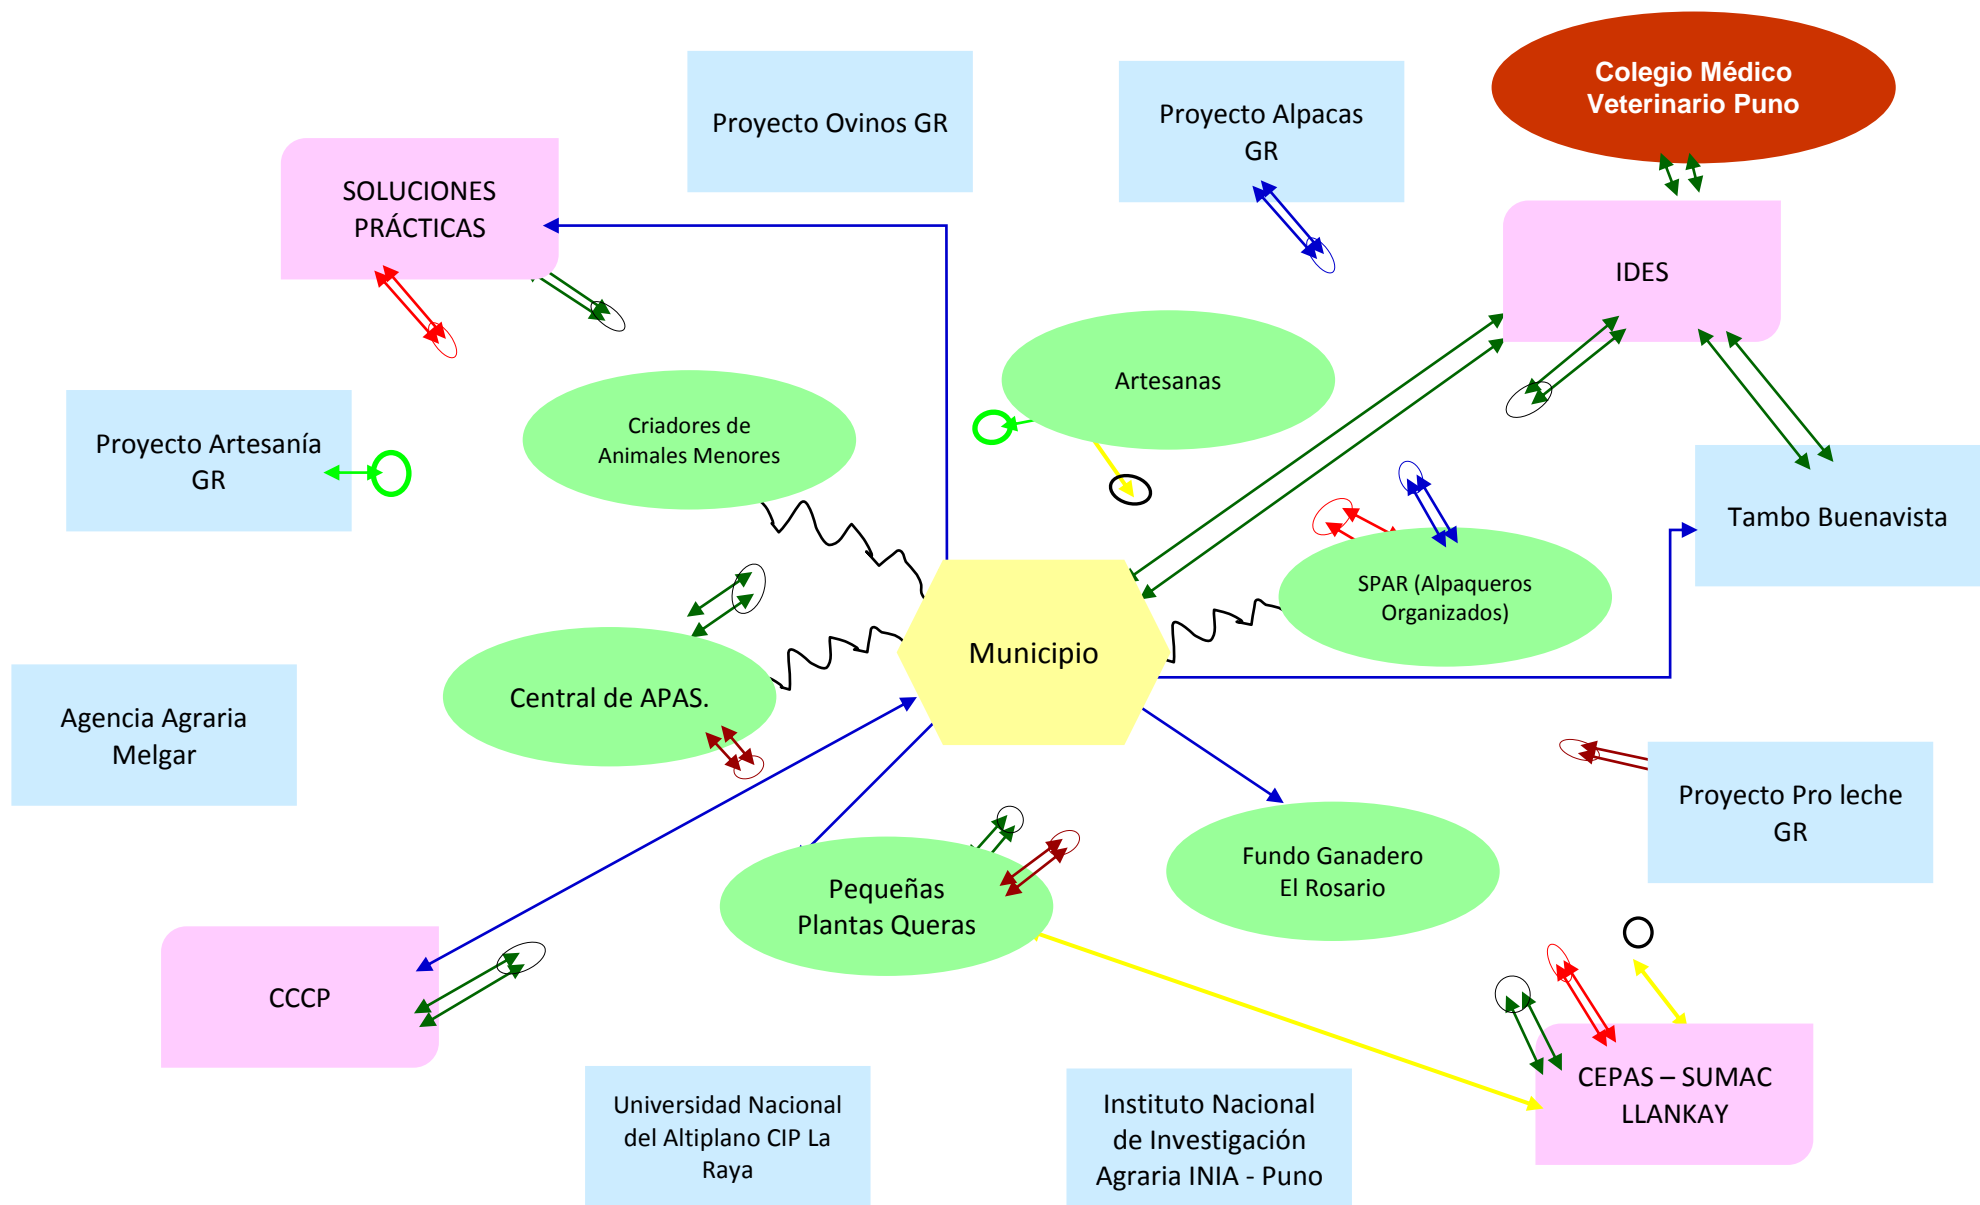 Colegio Médico
Veterinario Puno
Proyecto Ovinos GR
Proyecto Alpacas
GR
SOLUCIONES
PRÁCTICAS
IDES
Artesanas
Criadores de
Animales Menores
Proyecto Artesanía
GR
Tambo Buenavista
SPAR (Alpaqueros
Organizados)
Municipio
Central de APAS.
Agencia Agraria
Melgar
Proyecto Pro leche
GR
Fundo Ganadero
El Rosario
Pequeñas
Plantas Queras
CCCP
CEPAS – SUMAC
LLANKAY
Universidad Nacional
del Altiplano CIP La
Raya
Instituto Nacional
de Investigación
Agraria INIA - Puno